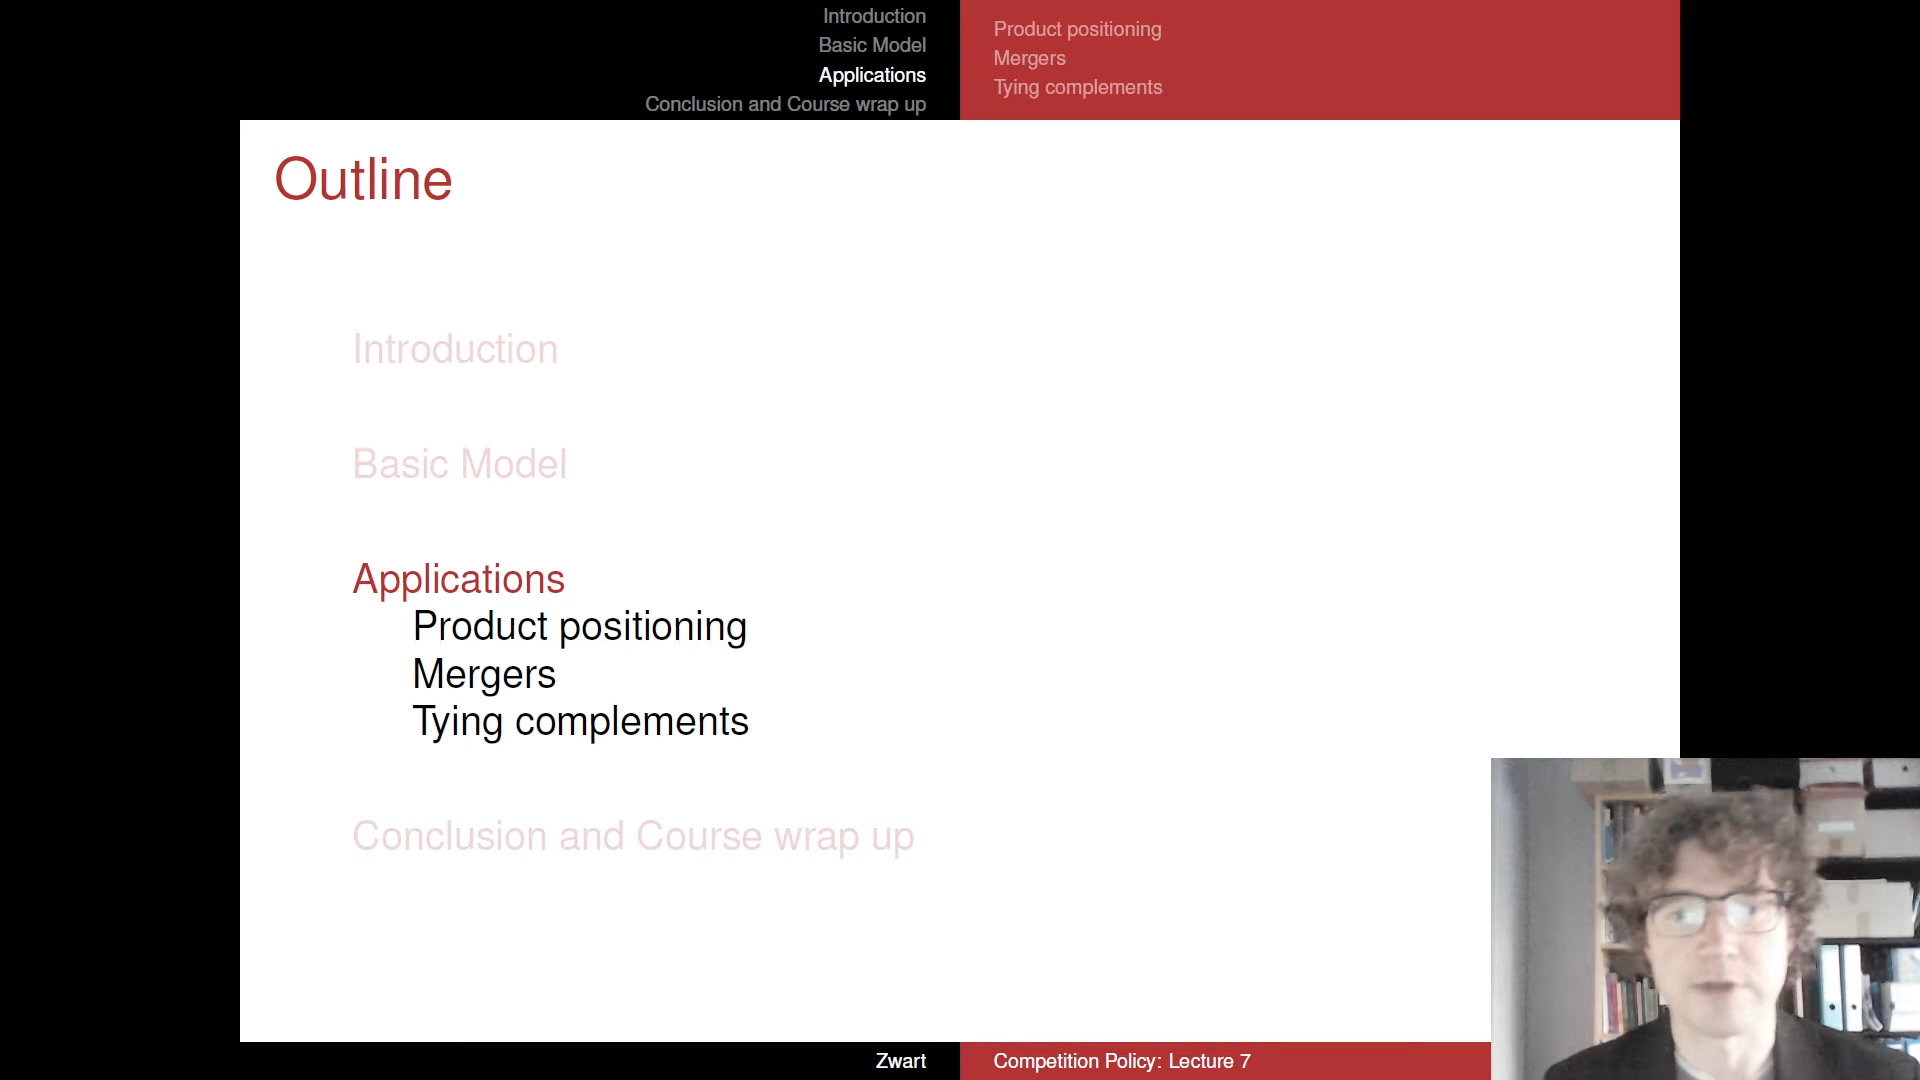 Introduction
Basic Model
Applications
Conclusion and Course wrap up
Product positioning
Mergers
Tying complements
Outline
Introduction
Basic Model
Applications
Product positioning
Mergers
Tying complements
Conclusion and Course wrap up
Zwart
Competition Policy: Lecture 7